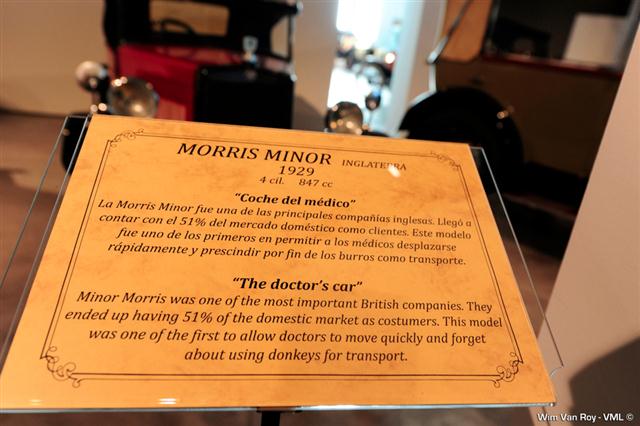 MORRIS MINOR INGLATERRA
1929
4 cil. 847 cc
“Coche del médico”
La Morris Minor fue una de las principales compañías inglesas. Llegó a
contar con el 51% del mercado doméstico como clientes. Este modelo
fue uno de los primeros en permitir a los médicos desplazarse
rápidamente y prescindir por fin de los burros como transporte.
“The doctor's car”
Minor Morris was one of the most important British companies. They
ended up having 51% of the domestic market as costumers. This model
was one of the first to allow doctors to move quickly and forget
about using donkeys for transport.
Wim Van Roy - VML ©